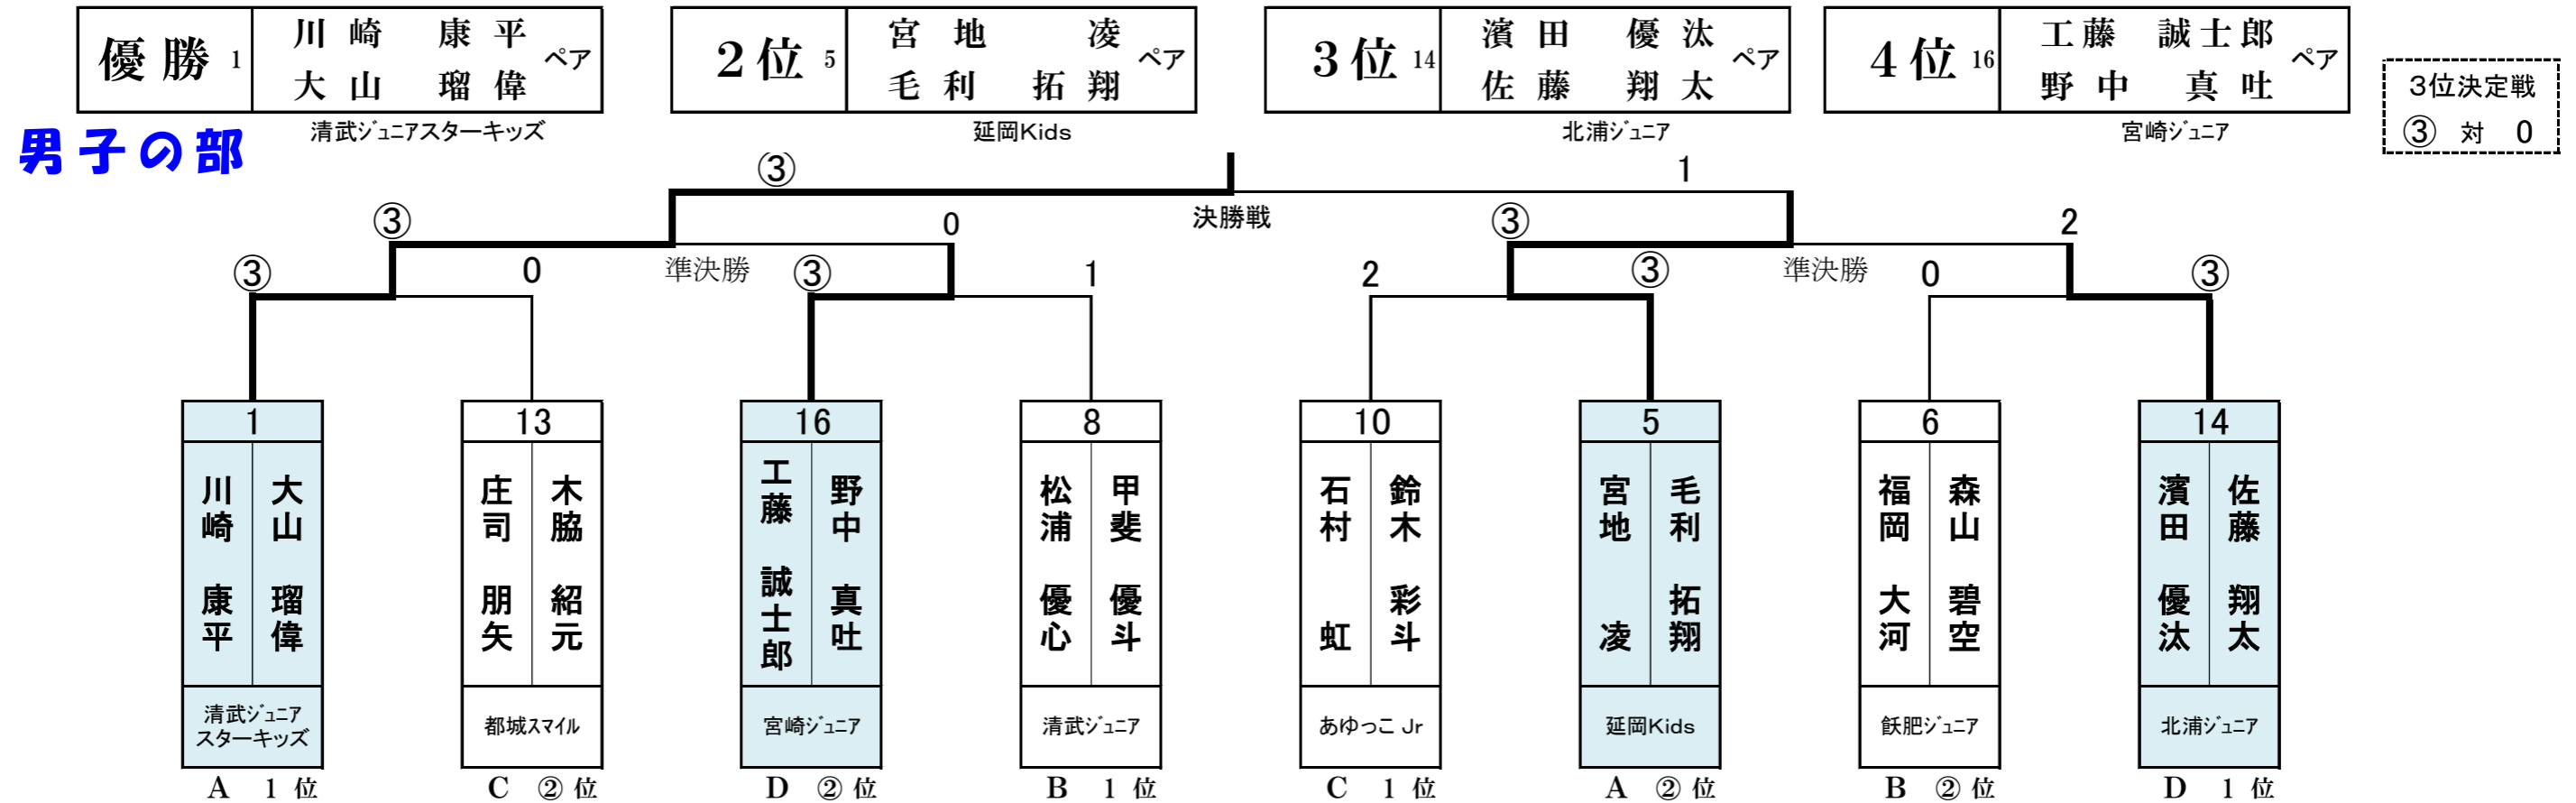 優勝 1 川崎 康平 大山 瑠偉 ペア
清武ジュニアスターキッズ
2位 5 宮地 凌 毛利 拓翔 ペア
延岡Kids
3位 14 濱田 優汰 佐藤 翔太 ペア
北浦ジュニア
4位 16 工藤 誠士郎 野中 真吐 ペア
宮崎ジュニア
3位決定戦
③ 対 0
男子の部
③ 1
決勝戦
③ 0 ③ 2
準決勝 準決勝
③ 0 ③ 1 2 ③ 0 ③
1 13 16 8 10 5 6 14
川崎 康平 大山 瑠偉
庄司 朋矢 木脇 紹元
工藤 誠士郎 野中 真吐
松浦 優心 甲斐 優斗
石村 虹 鈴木 彩斗
宮地 凌 毛利 拓翔
福岡 大河 森山 碧空
濱田 優汰 佐藤 翔太
清武ジュニア
スターキッズ
都城スマイル
宮崎ジュニア
清武ジュニア
あゆっこ Jr
延岡Kids
飫肥ジュニア
北浦ジュニア
A 1 位 C ② 位 D ② 位 B 1 位 C 1 位 A ② 位 B ② 位 D 1 位